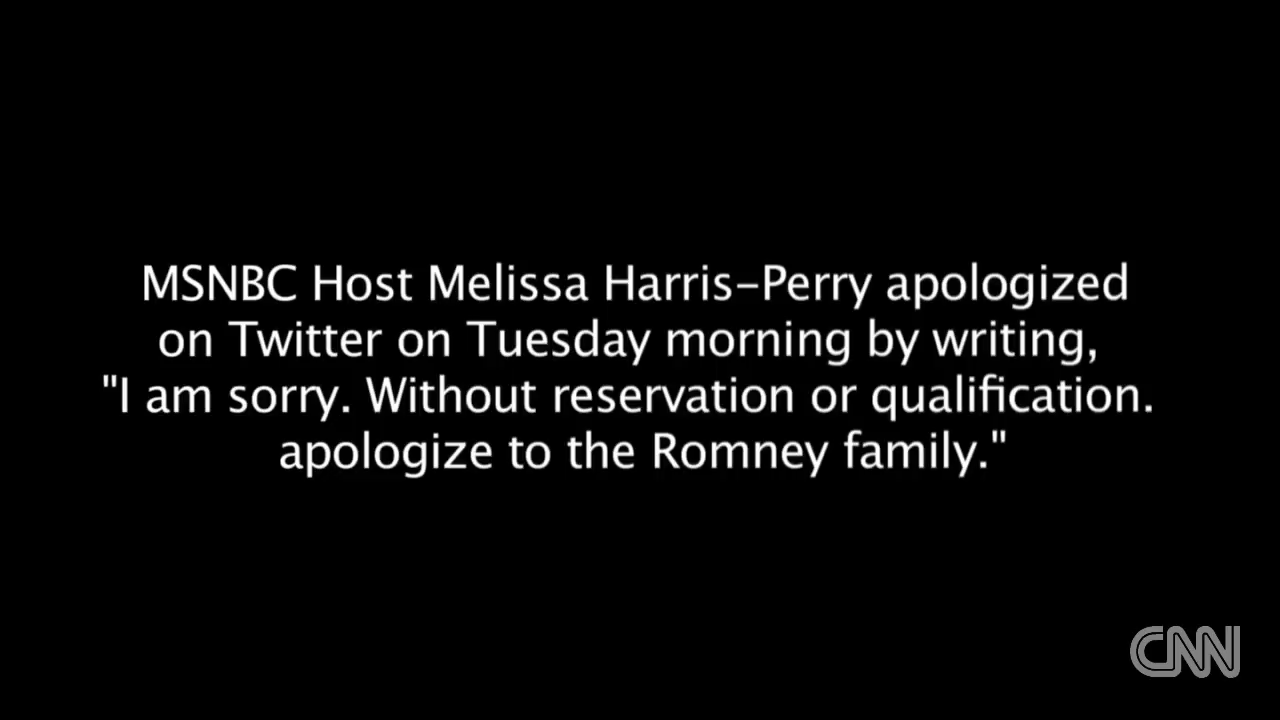 MSNBC Host Melissa Harris-Perry apologized
on Twitter on Tuesday morning by writing,
"I am sorry. Without reservation or qualification.
apologize to the Romney family."
CNN